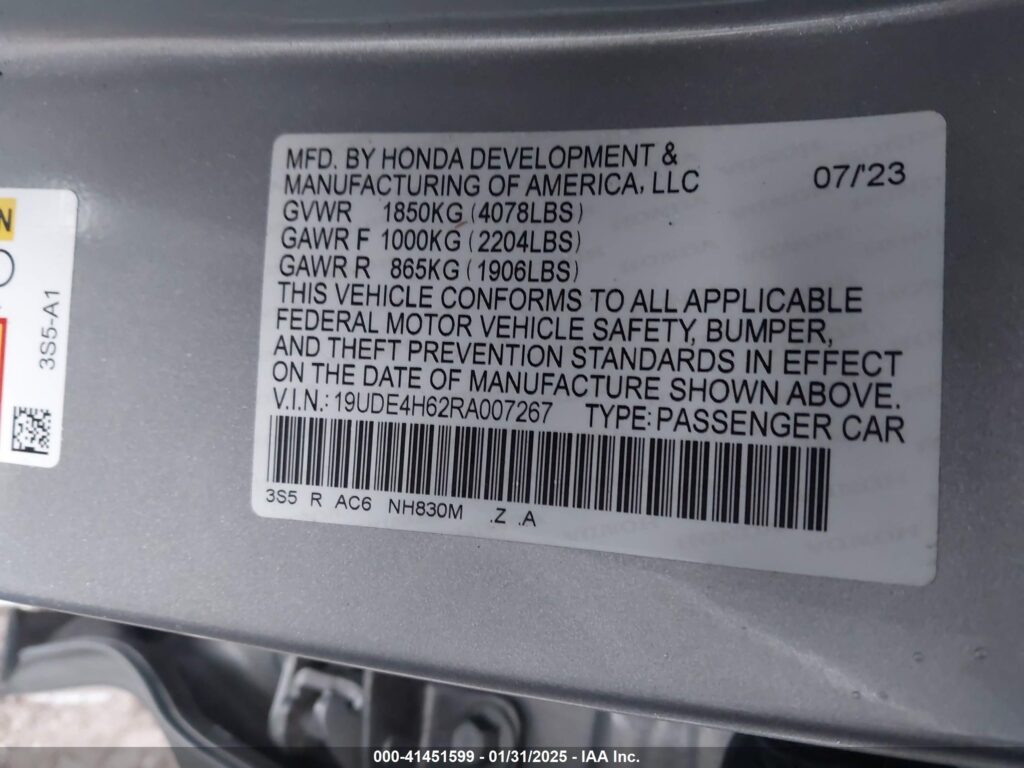 MFD. BY HONDA DEVELOPMENT &
MANUFACTURING OF AMERICA, LLC 07/'23
GVWR 1850KG (4078LBS)
GAWR F 1000KG (2204LBS)
GAWR R 865KG (1906LBS)
THIS VEHICLE CONFORMS TO ALL APPLICABLE
FEDERAL MOTOR VEHICLE SAFETY, BUMPER,
AND THEFT PREVENTION STANDARDS IN EFFECT
ON THE DATE OF MANUFACTURE SHOWN ABOVE.
V.I.N.: 19UDE4H62RA007267 TYPE: PASSENGER CAR
3S5 R AC6 NH830M .Z .A
3S5-A1
000-41451599 - 01/31/2025 - IAA Inc.